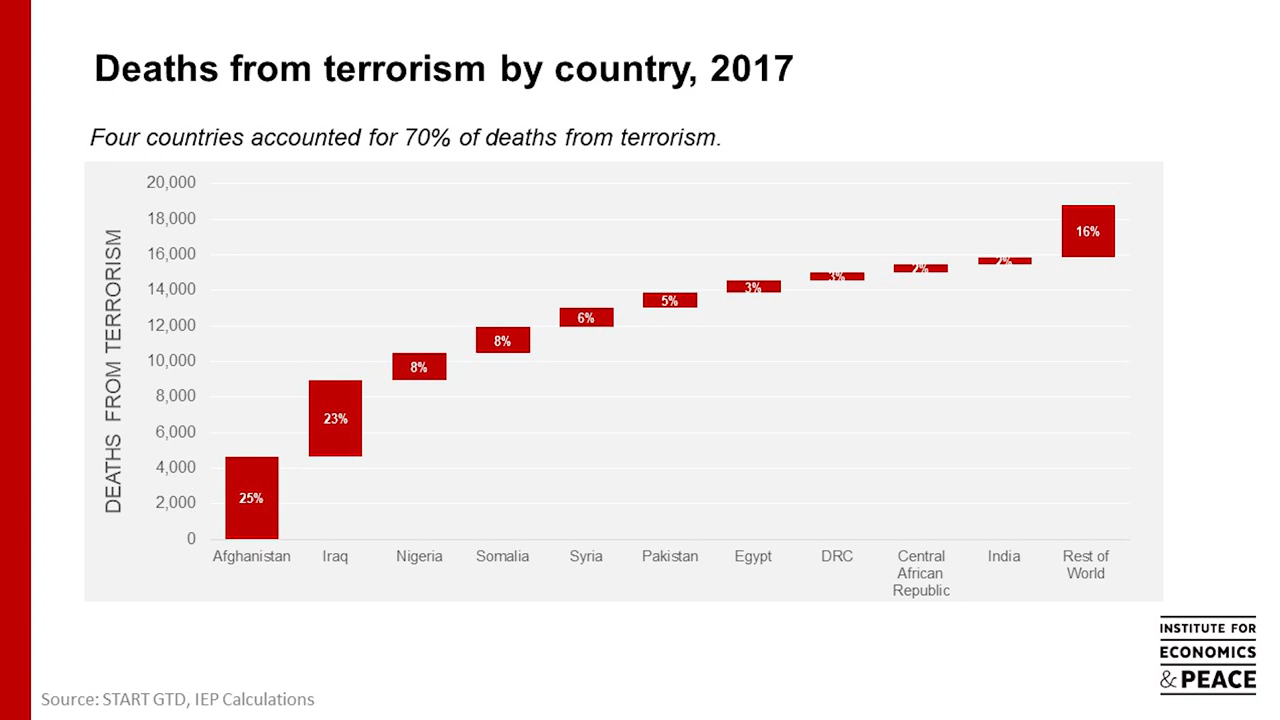 Deaths from terrorism by country, 2017
Four countries accounted for 70% of deaths from terrorism.
DEATHS FROM TERRORISM
20,000
18,000
16,000
14,000
12,000
10,000
8,000
6,000
4,000
2,000
0
25%
23%
8%
8%
6%
5%
3%
3%
2%
2%
16%
Afghanistan
Iraq
Nigeria
Somalia
Syria
Pakistan
Egypt
DRC
Central
African
Republic
India
Rest of
World
INSTITUTE FOR
ECONOMICS
& PEACE
Source: START GTD, IEP Calculations